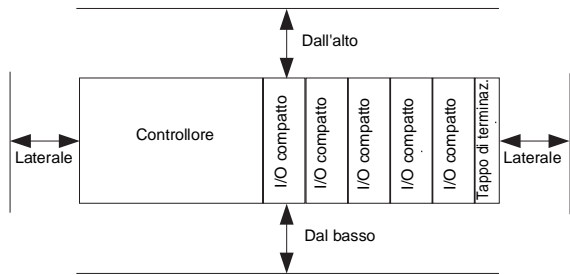 Dall'alto
Laterale
Controllore
I/O compatto
I/O compatto
I/O compatto
I/O compatto
I/O compatto
Tappo di terminaz.
Laterale
Dal basso